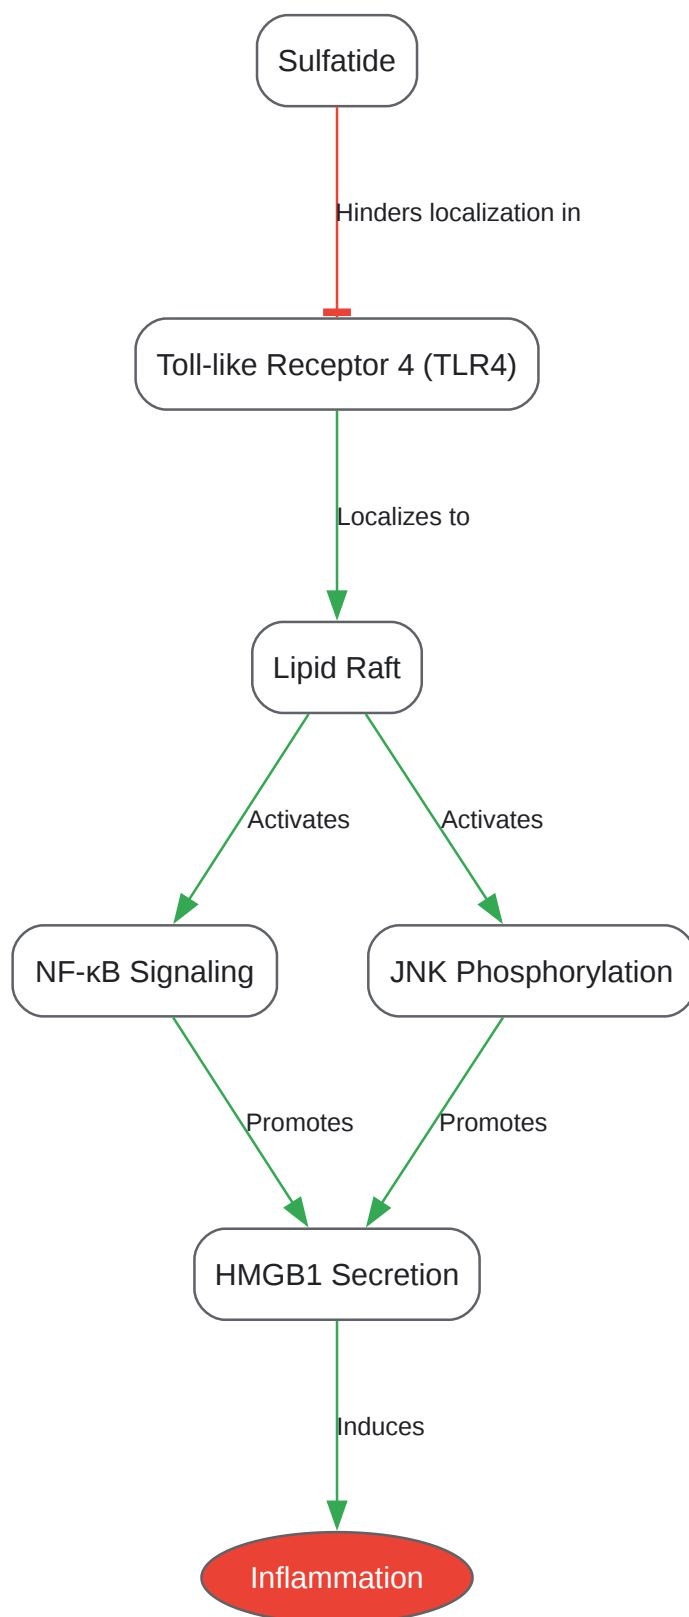 Sulfatide
Hinders localization in
Toll-like Receptor 4 (TLR4)
Localizes to
Lipid Raft
Activates
Activates
NF-κB Signaling
JNK Phosphorylation
Promotes
Promotes
HMGB1 Secretion
Induces
Inflammation